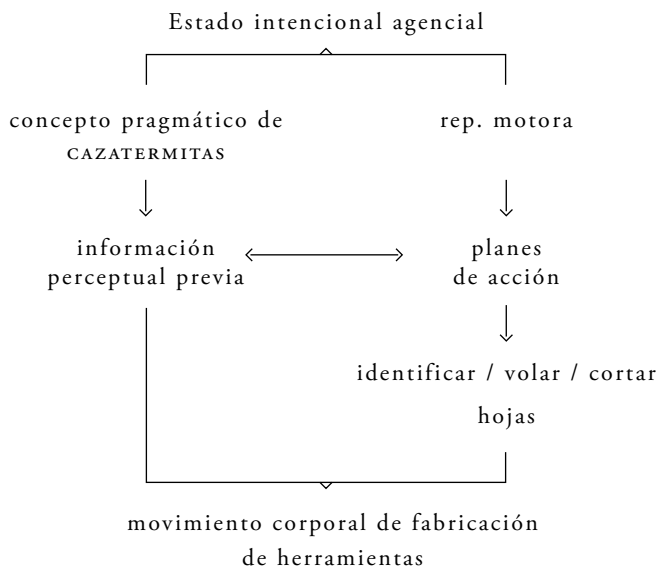 Estado intencional agencial
concepto pragmático de
CAZATERMITAS
rep. motora
información
perceptual previa
planes
de acción
identificar / volar / cortar
hojas
movimiento corporal de fabricación
de herramientas